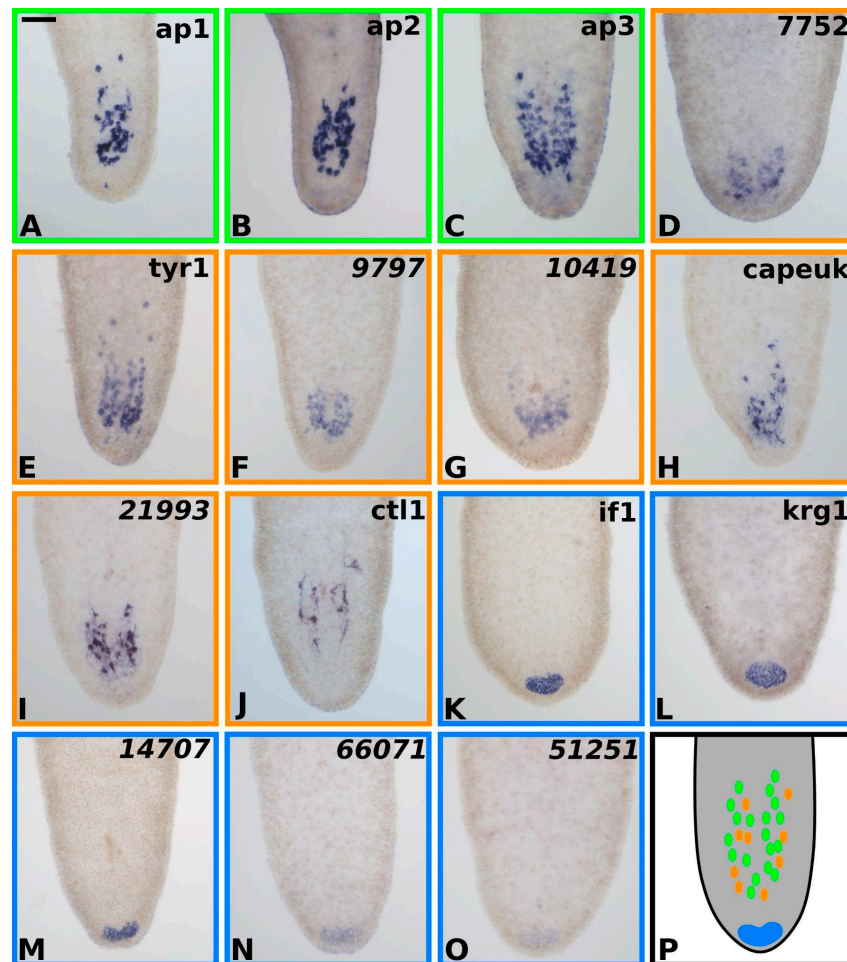 ap1
A
ap2
B
ap3
C
7752
D
tyr1
E
9797
F
10419
G
capeuk
H
21993
I
ctl1
J
if1
K
krg1
L
14707
M
66071
N
51251
O
P